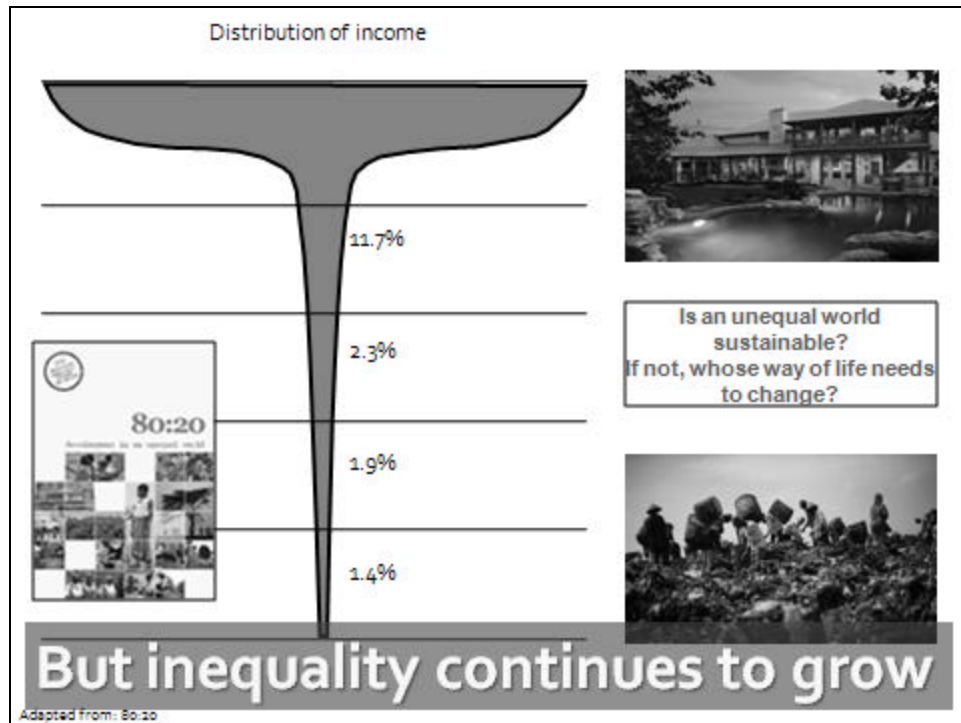 Distribution of income
11.7%
2.3%
1.9%
1.4%
80:20
Is an unequal world
sustainable?
If not, whose way of life needs
to change?
But inequality continues to grow
Adapted from: 80:20